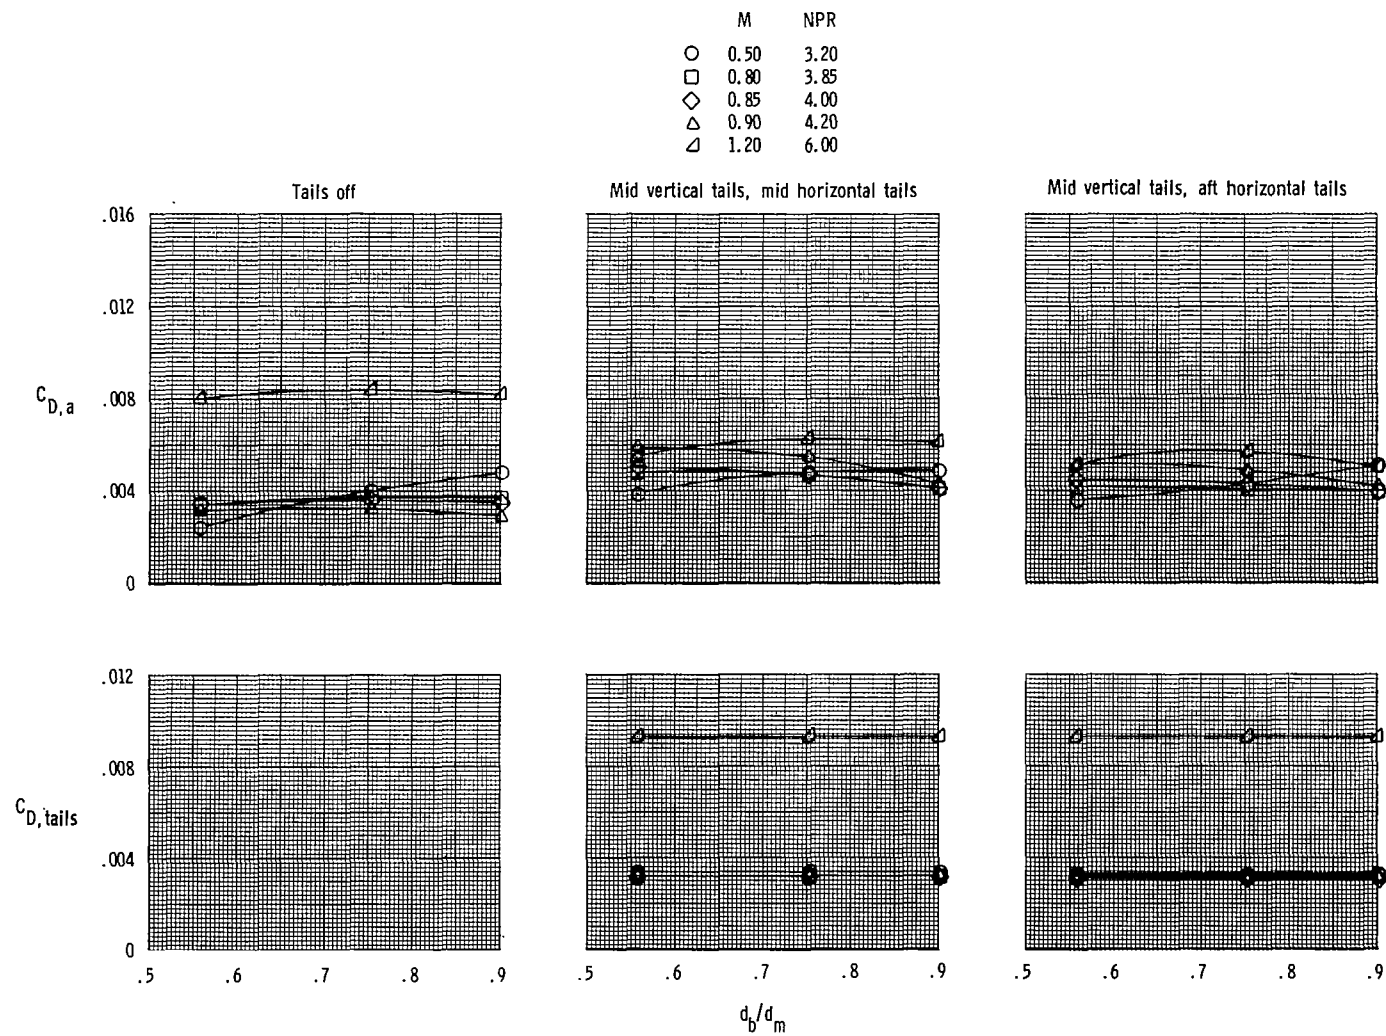 M NPR
0.50 3.20
0.80 3.85
0.85 4.00
0.90 4.20
1.20 6.00
Tails off
Mid vertical tails, mid horizontal tails
Mid vertical tails, aft horizontal tails
.016
.012
.008
.004
0
C_D,a
.012
.008
.004
0
C_D,tails
.5 .6 .7 .8 .9
.5 .6 .7 .8 .9
.5 .6 .7 .8 .9
d_b/d_m